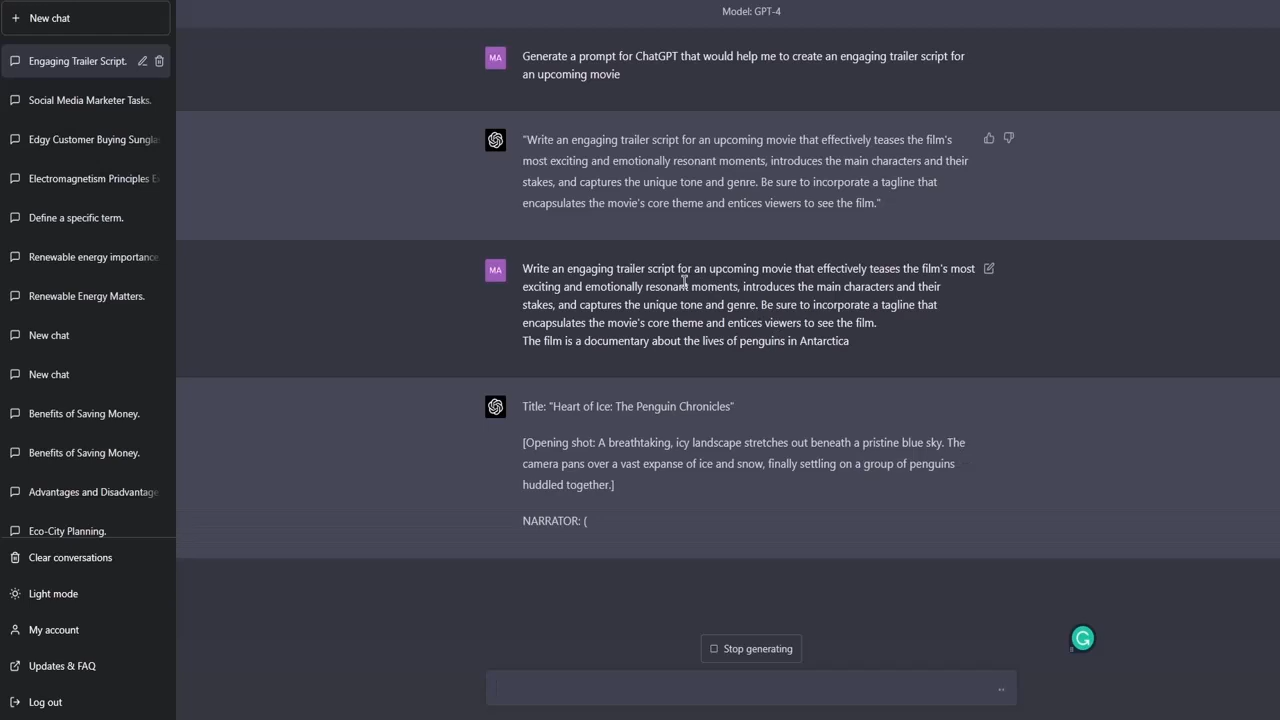 Model: GPT-4
New chat
Engaging Trailer Script.
Social Media Marketer Tasks.
Edgy Customer Buying Sungla
Electromagnetism Principles E
Define a specific term.
Renewable energy importance
Renewable Energy Matters.
New chat
New chat
Benefits of Saving Money.
Benefits of Saving Money.
Advantages and Disadvantage
Eco-City Planning.
Clear conversations
Light mode
My account
Updates & FAQ
Log out
MA
Generate a prompt for ChatGPT that would help me to create an engaging trailer script for
an upcoming movie
"Write an engaging trailer script for an upcoming movie that effectively teases the film's
most exciting and emotionally resonant moments, introduces the main characters and their
stakes, and captures the unique tone and genre. Be sure to incorporate a tagline that
encapsulates the movie's core theme and entices viewers to see the film."
MA
Write an engaging trailer script for an upcoming movie that effectively teases the film's most
exciting and emotionally resonant moments, introduces the main characters and their
stakes, and captures the unique tone and genre. Be sure to incorporate a tagline that
encapsulates the movie's core theme and entices viewers to see the film.
The film is a documentary about the lives of penguins in Antarctica
Title: "Heart of Ice: The Penguin Chronicles"
[Opening shot: A breathtaking, icy landscape stretches out beneath a pristine blue sky. The
camera pans over a vast expanse of ice and snow, finally settling on a group of penguins
huddled together.]
NARRATOR: (
Stop generating